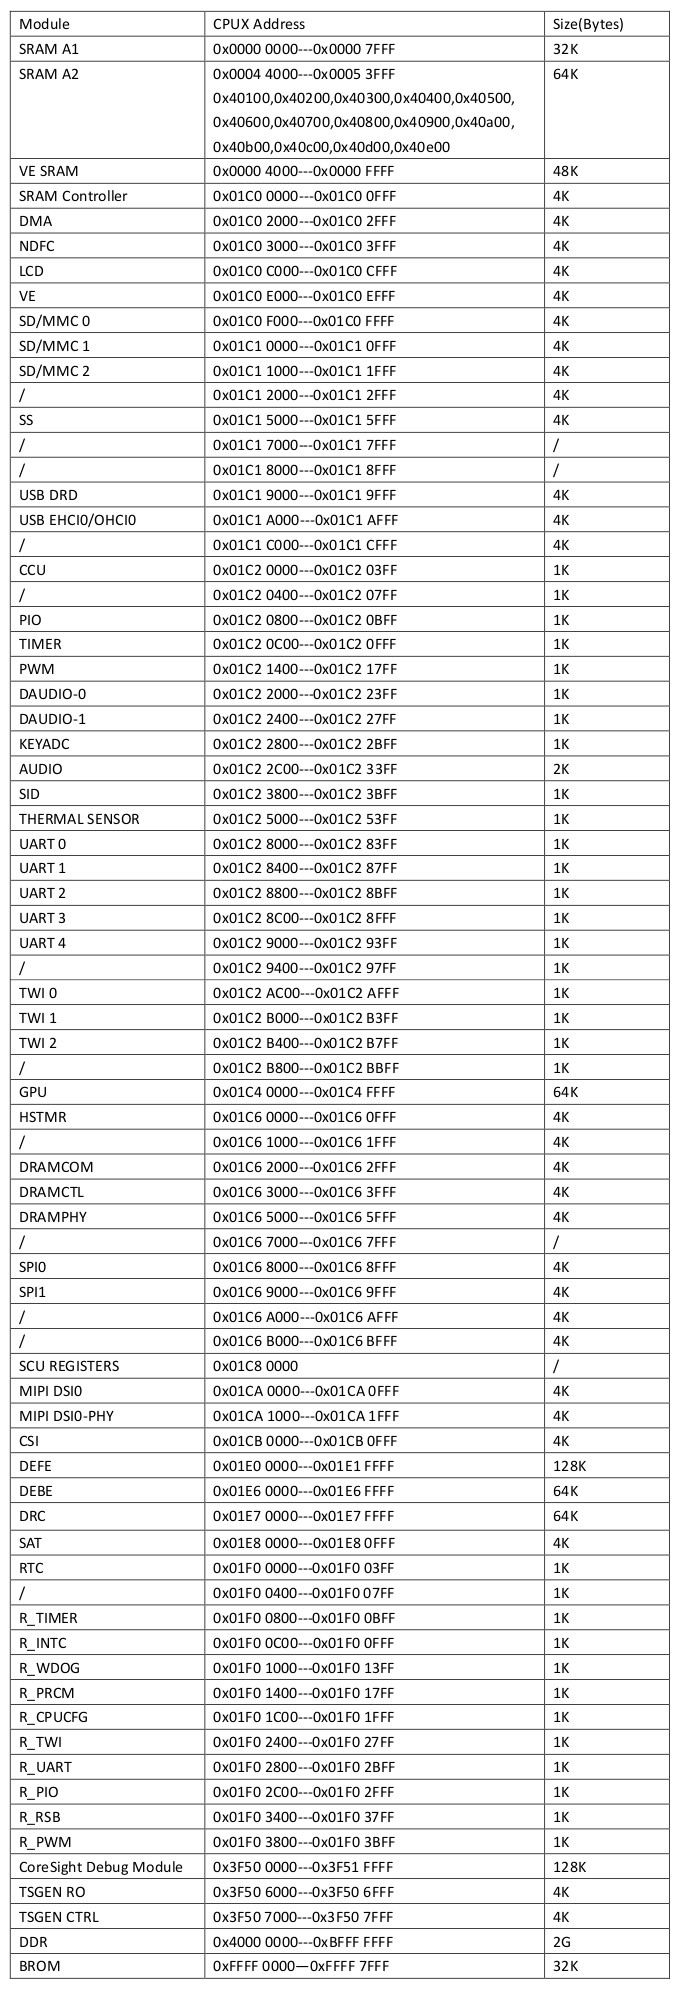 Module CPUX Address Size(Bytes)
SRAM A1 0x0000 0000---0x0000 7FFF 32K
SRAM A2 0x0004 4000---0x0005 3FFF 64K
0x40100,0x40200,0x40300,0x40400,0x40500,
0x40600,0x40700,0x40800,0x40900,0x40a00,
0x40b00,0x40c00,0x40d00,0x40e00
VE SRAM 0x0000 4000---0x0000 FFFF 48K
SRAM Controller 0x01C0 0000---0x01C0 0FFF 4K
DMA 0x01C0 2000---0x01C0 2FFF 4K
NDFC 0x01C0 3000---0x01C0 3FFF 4K
LCD 0x01C0 C000---0x01C0 CFFF 4K
VE 0x01C0 E000---0x01C0 EFFF 4K
SD/MMC 0 0x01C0 F000---0x01C0 FFFF 4K
SD/MMC 1 0x01C1 0000---0x01C1 0FFF 4K
SD/MMC 2 0x01C1 1000---0x01C1 1FFF 4K
/ 0x01C1 2000---0x01C1 2FFF 4K
SS 0x01C1 5000---0x01C1 5FFF 4K
/ 0x01C1 7000---0x01C1 7FFF /
/ 0x01C1 8000---0x01C1 8FFF /
USB DRD 0x01C1 9000---0x01C1 9FFF 4K
USB EHCI0/OHCI0 0x01C1 A000---0x01C1 AFFF 4K
/ 0x01C1 C000---0x01C1 CFFF 4K
CCU 0x01C2 0000---0x01C2 03FF 1K
/ 0x01C2 0400---0x01C2 07FF 1K
PIO 0x01C2 0800---0x01C2 0BFF 1K
TIMER 0x01C2 0C00---0x01C2 0FFF 1K
PWM 0x01C2 1400---0x01C2 17FF 1K
DAUDIO-0 0x01C2 2000---0x01C2 23FF 1K
DAUDIO-1 0x01C2 2400---0x01C2 27FF 1K
KEYADC 0x01C2 2800---0x01C2 2BFF 1K
AUDIO 0x01C2 2C00---0x01C2 33FF 2K
SID 0x01C2 3800---0x01C2 3BFF 1K
THERMAL SENSOR 0x01C2 5000---0x01C2 53FF 1K
UART 0 0x01C2 8000---0x01C2 83FF 1K
UART 1 0x01C2 8400---0x01C2 87FF 1K
UART 2 0x01C2 8800---0x01C2 8BFF 1K
UART 3 0x01C2 8C00---0x01C2 8FFF 1K
UART 4 0x01C2 9000---0x01C2 93FF 1K
/ 0x01C2 9400---0x01C2 97FF 1K
TWI 0 0x01C2 AC00---0x01C2 AFFF 1K
TWI 1 0x01C2 B000---0x01C2 B3FF 1K
TWI 2 0x01C2 B400---0x01C2 B7FF 1K
/ 0x01C2 B800---0x01C2 BBFF 1K
GPU 0x01C4 0000---0x01C4 FFFF 64K
HSTMR 0x01C6 0000---0x01C6 0FFF 4K
/ 0x01C6 1000---0x01C6 1FFF 4K
DRAMCOM 0x01C6 2000---0x01C6 2FFF 4K
DRAMCTL 0x01C6 3000---0x01C6 3FFF 4K
DRAMPHY 0x01C6 5000---0x01C6 5FFF 4K
/ 0x01C6 7000---0x01C6 7FFF /
SPI0 0x01C6 8000---0x01C6 8FFF 4K
SPI1 0x01C6 9000---0x01C6 9FFF 4K
/ 0x01C6 A000---0x01C6 AFFF 4K
/ 0x01C6 B000---0x01C6 BFFF 4K
SCU REGISTERS 0x01C8 0000 /
MIPI DSI0 0x01CA 0000---0x01CA 0FFF 4K
MIPI DSI0-PHY 0x01CA 1000---0x01CA 1FFF 4K
CSI 0x01CB 0000---0x01CB 0FFF 4K
DEFE 0x01E0 0000---0x01E1 FFFF 128K
DEBE 0x01E6 0000---0x01E6 FFFF 64K
DRC 0x01E7 0000---0x01E7 FFFF 64K
SAT 0x01E8 0000---0x01E8 0FFF 4K
RTC 0x01F0 0000---0x01F0 03FF 1K
/ 0x01F0 0400---0x01F0 07FF 1K
R_TIMER 0x01F0 0800---0x01F0 0BFF 1K
R_INTC 0x01F0 0C00---0x01F0 0FFF 1K
R_WDOG 0x01F0 1000---0x01F0 13FF 1K
R_PRCM 0x01F0 1400---0x01F0 17FF 1K
R_CPUCFG 0x01F0 1C00---0x01F0 1FFF 1K
R_TWI 0x01F0 2400---0x01F0 27FF 1K
R_UART 0x01F0 2800---0x01F0 2BFF 1K
R_PIO 0x01F0 2C00---0x01F0 2FFF 1K
R_RSB 0x01F0 3400---0x01F0 37FF 1K
R_PWM 0x01F0 3800---0x01F0 3BFF 1K
CoreSight Debug Module 0x3F50 0000---0x3F51 FFFF 128K
TSGEN RO 0x3F50 6000---0x3F50 6FFF 4K
TSGEN CTRL 0x3F50 7000---0x3F50 7FFF 4K
DDR 0x4000 0000---0xBFFF FFFF 2G
BROM 0xFFFF 0000—0xFFFF 7FFF 32K